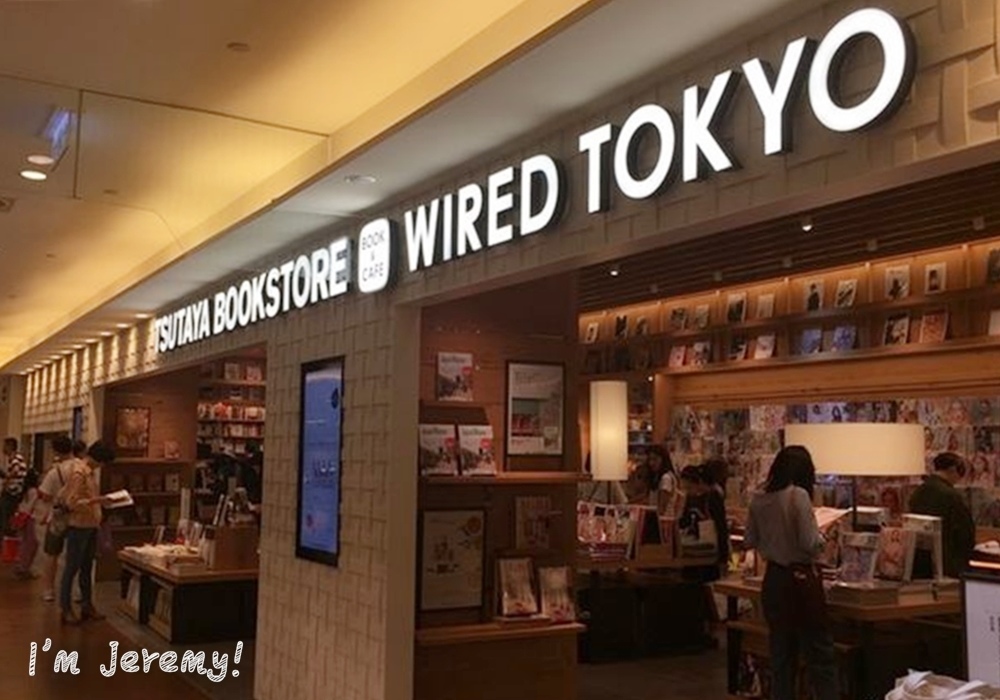 TSUTAYA BOOKSTORE
BOOK
&
CAFE
WIRED TOKYO
I'm Jeremy!